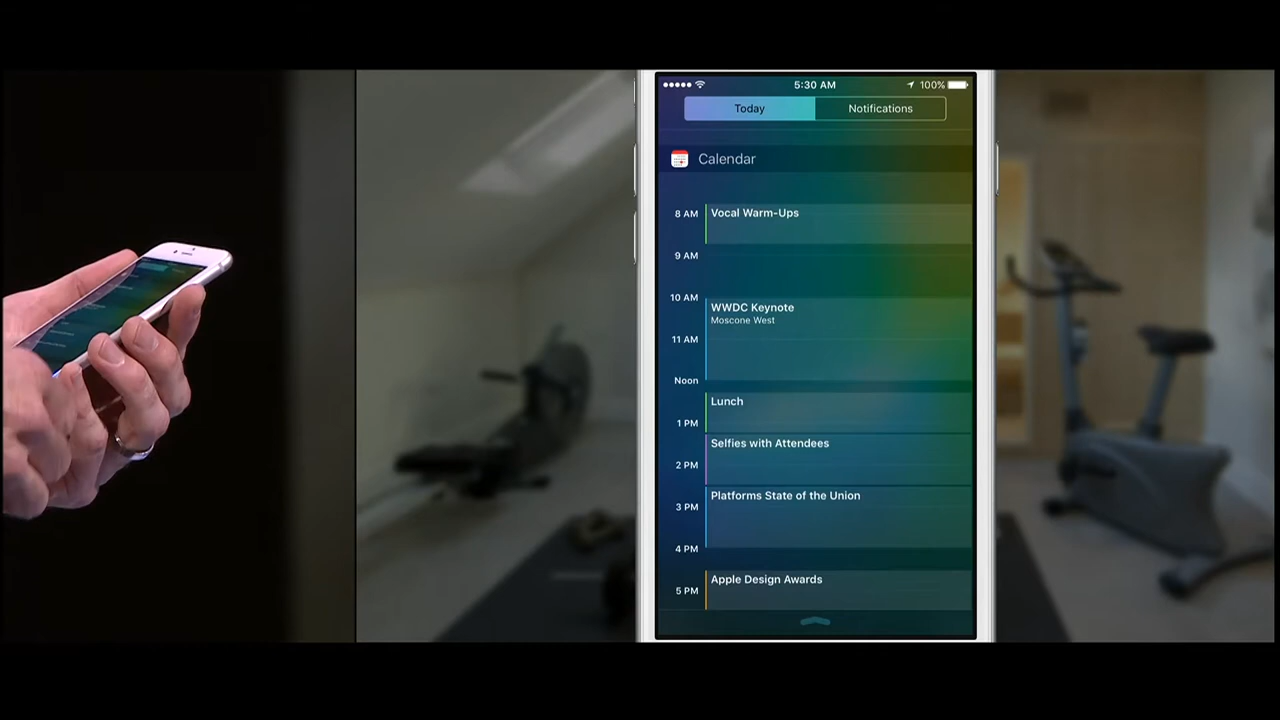 5:30 AM
100%
Today
Notifications
Calendar
8 AM
Vocal Warm-Ups
9 AM
10 AM
WWDC Keynote
Moscone West
11 AM
Noon
Lunch
1 PM
Selfies with Attendees
2 PM
Platforms State of the Union
3 PM
4 PM
Apple Design Awards
5 PM